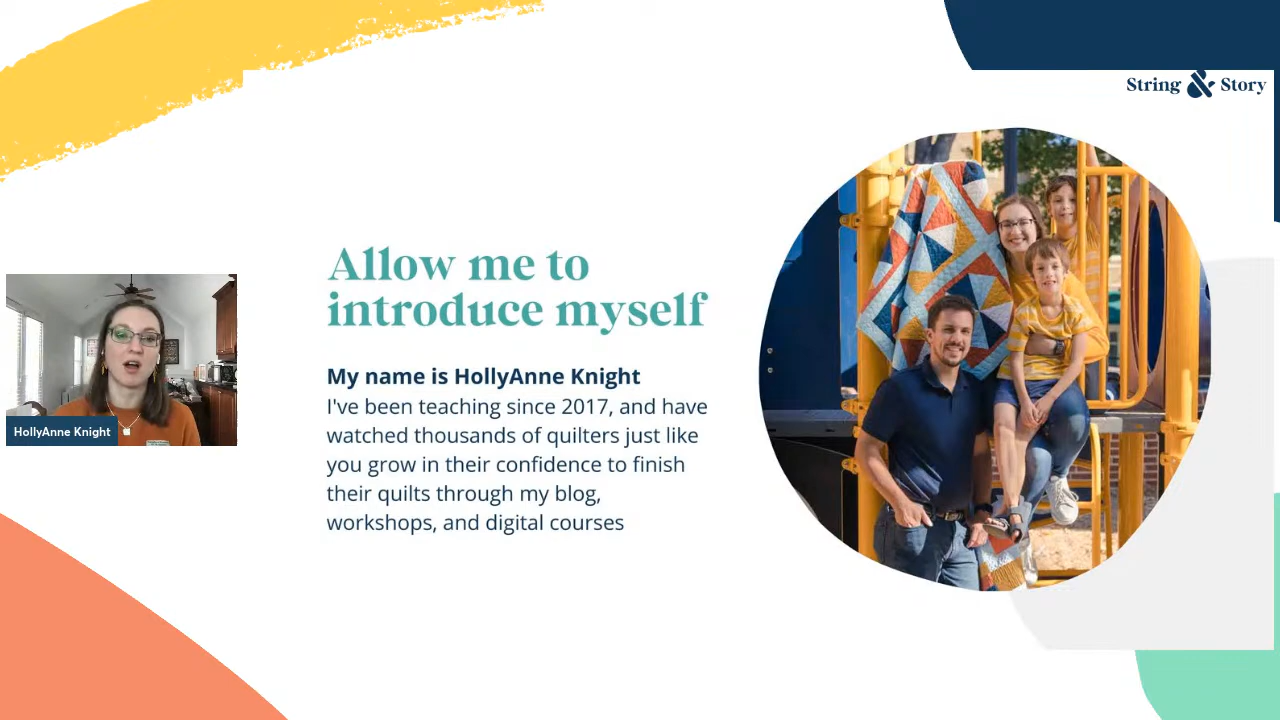 String & Story
Allow me to
introduce myself
My name is HollyAnne Knight
I've been teaching since 2017, and have
watched thousands of quilters just like
you grow in their confidence to finish
their quilts through my blog,
workshops, and digital courses
HollyAnne Knight